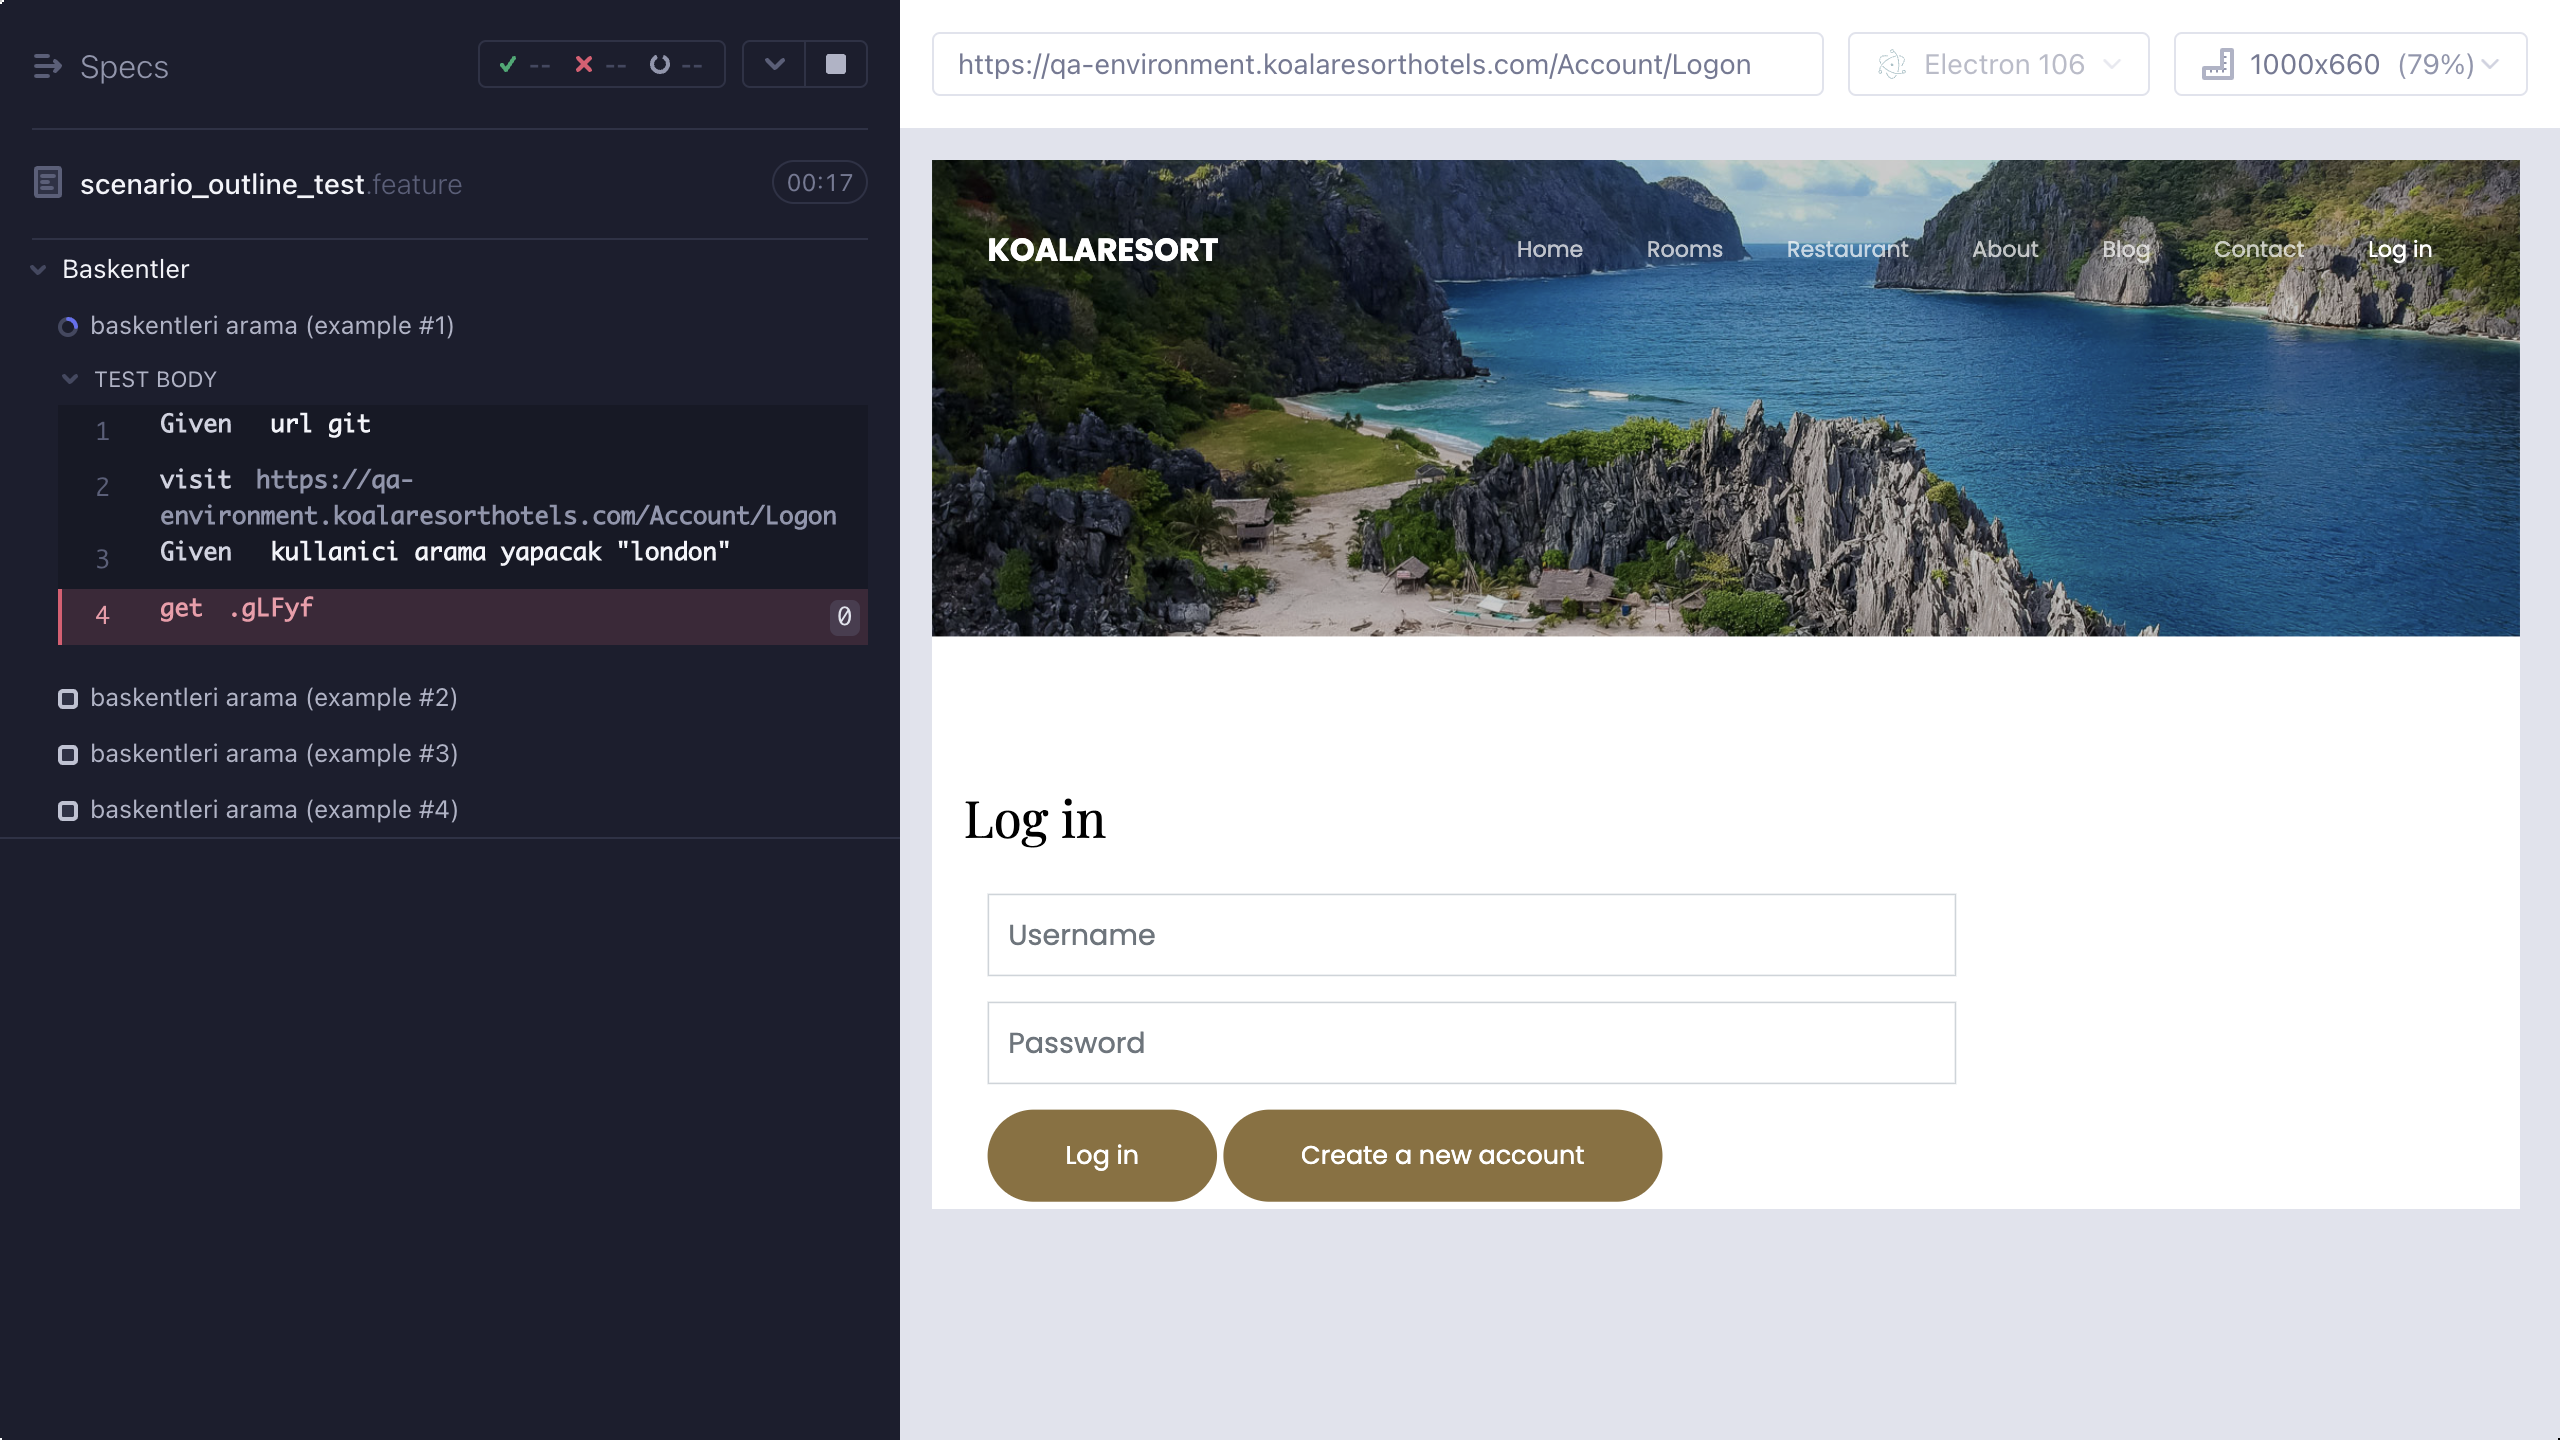 Specs
-- -- --
https://qa-environment.koalaresorthotels.com/Account/Logon
Electron 106
1000x660 (79%)
scenario_outline_test.feature
00:17
Baskentler
baskentleri arama (example #1)
TEST BODY
1 Given url git
2 visit https://qa-
environment.koalaresorthotels.com/Account/Logon
3 Given kullanici arama yapacak "london"
4 get .gLFyf 0
baskentleri arama (example #2)
baskentleri arama (example #3)
baskentleri arama (example #4)
KOALARESORT
Home Rooms Restaurant About Blog Contact Log in
Log in
Username
Password
Log in
Create a new account